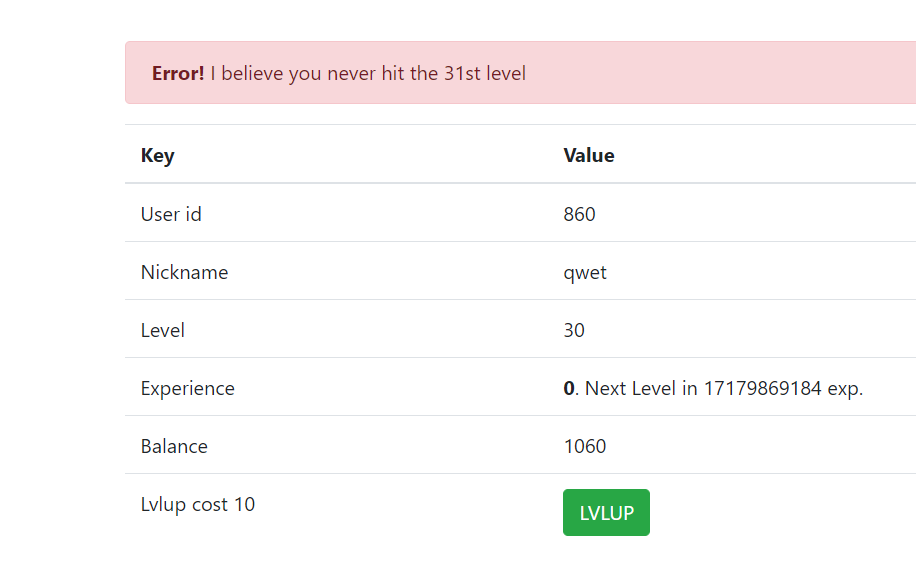 Error! I believe you never hit the 31st level
Key Value
User id 860
Nickname qwet
Level 30
Experience 0. Next Level in 17179869184 exp.
Balance 1060
Lvlup cost 10 LVLUP